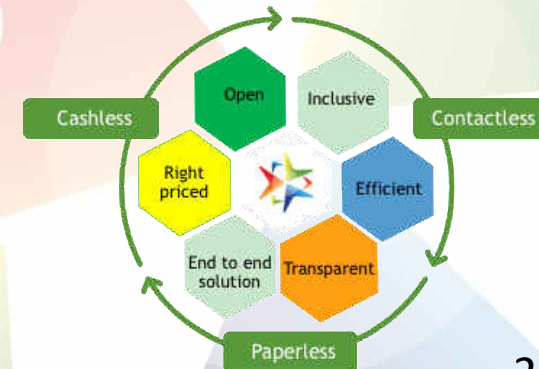 Open
Inclusive
Cashless
Contactless
Right
priced
Efficient
End to end
solution
Transparent
Paperless